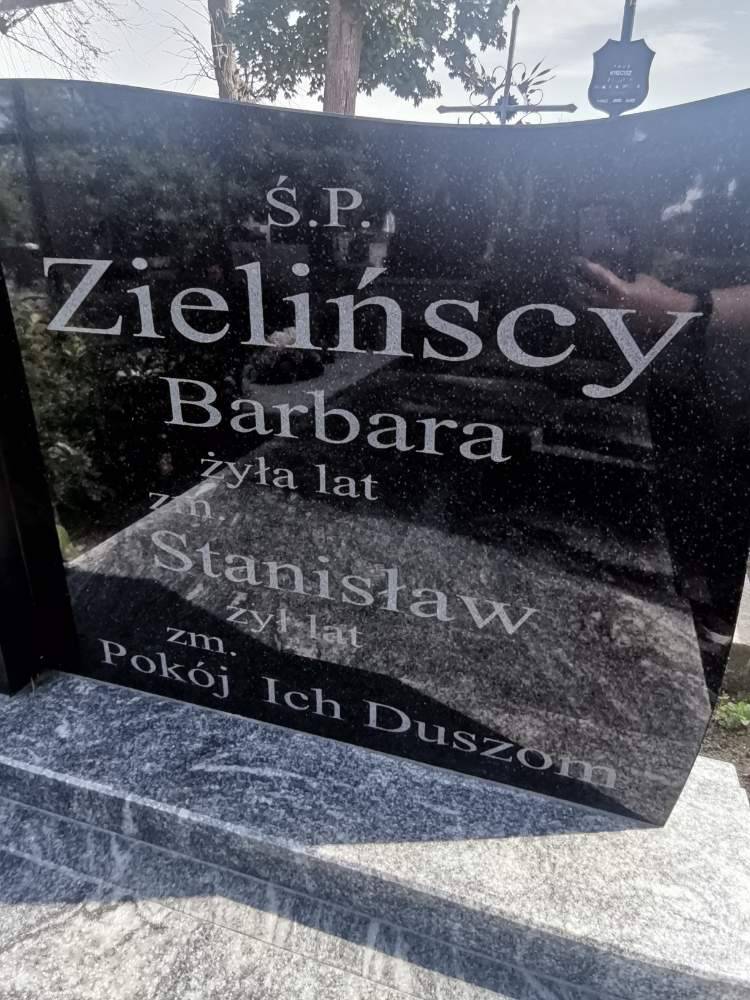 Ś.P.
Zielińscy
Barbara
żyła lat
zm.
Stanisław
żył lat
zm.
Pokój Ich Duszom